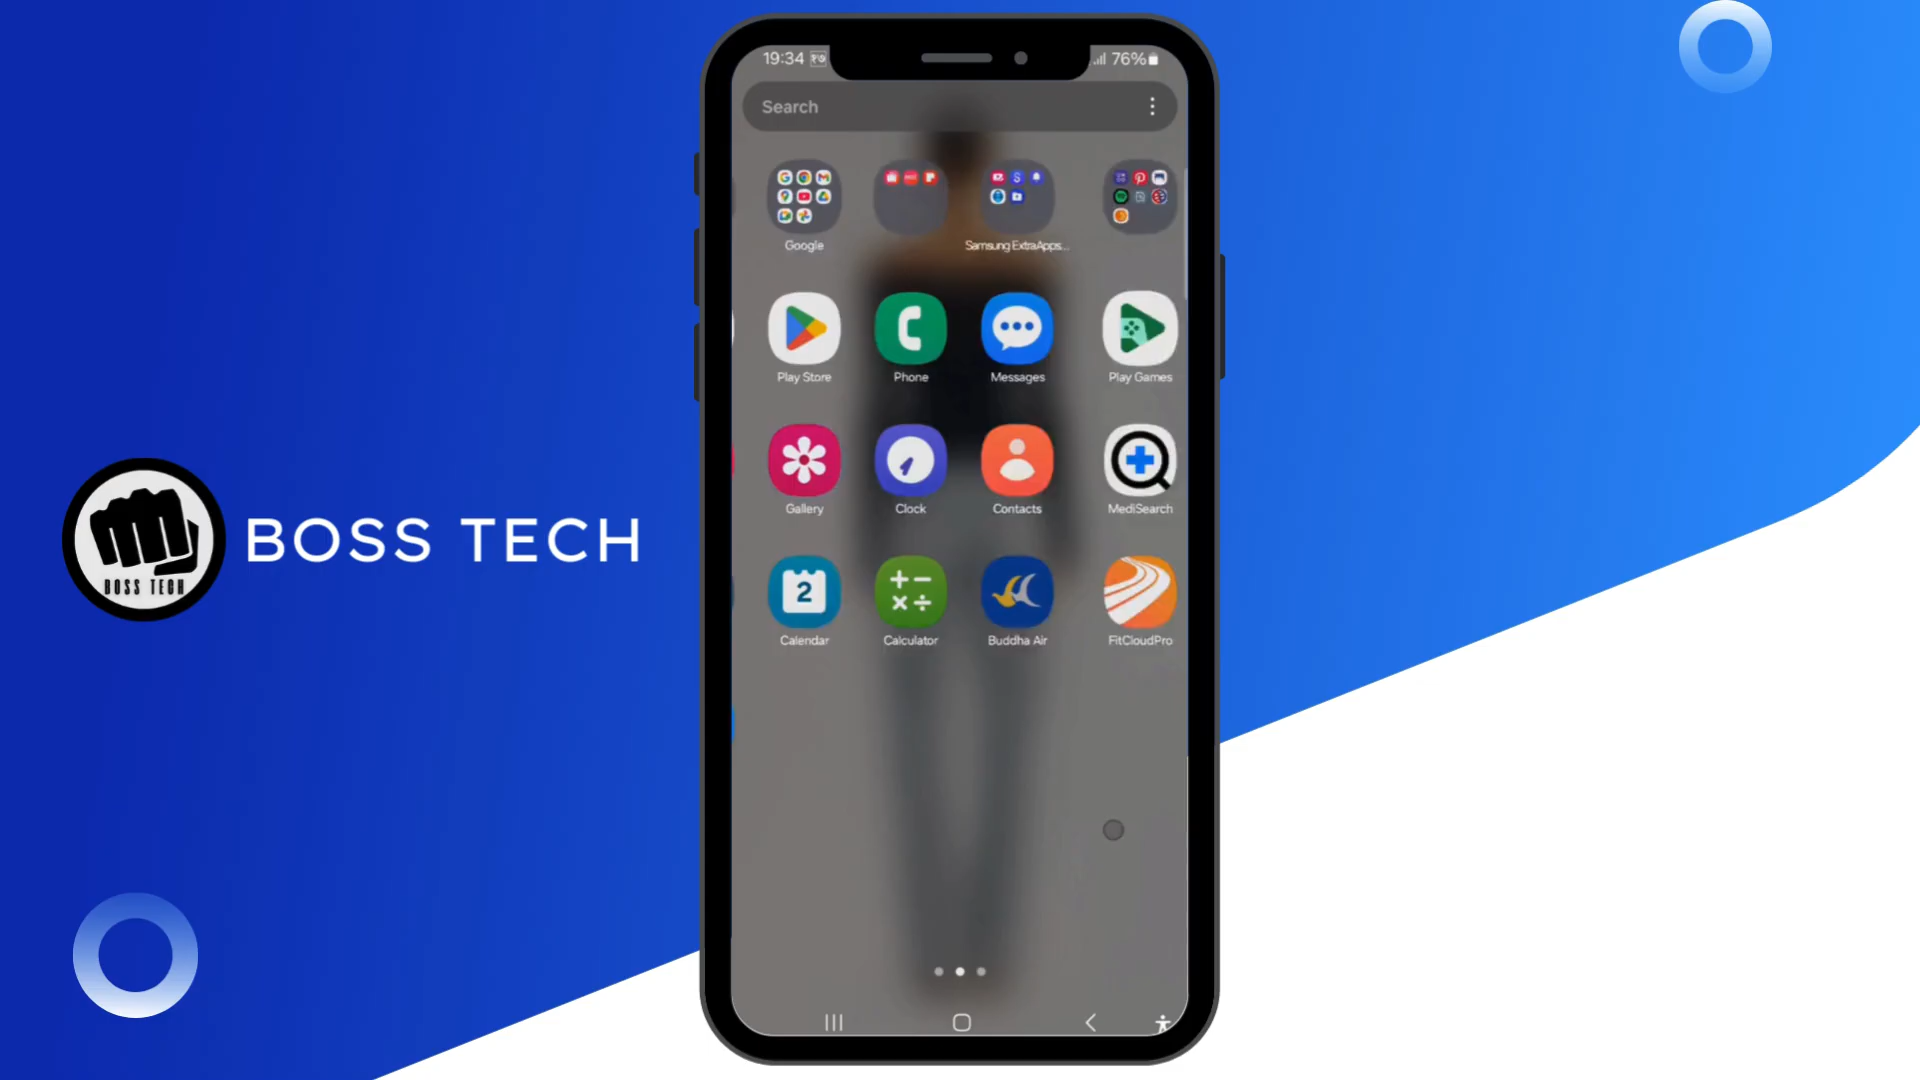 19:34
76%
Search
Google
Samsung ExtraApps...
Play Store
Phone
Messages
Play Games
Gallery
Clock
Contacts
MediSearch
2
Calendar
Calculator
Buddha Air
FitCloudPro
BOSS TECH
BOSS TECH